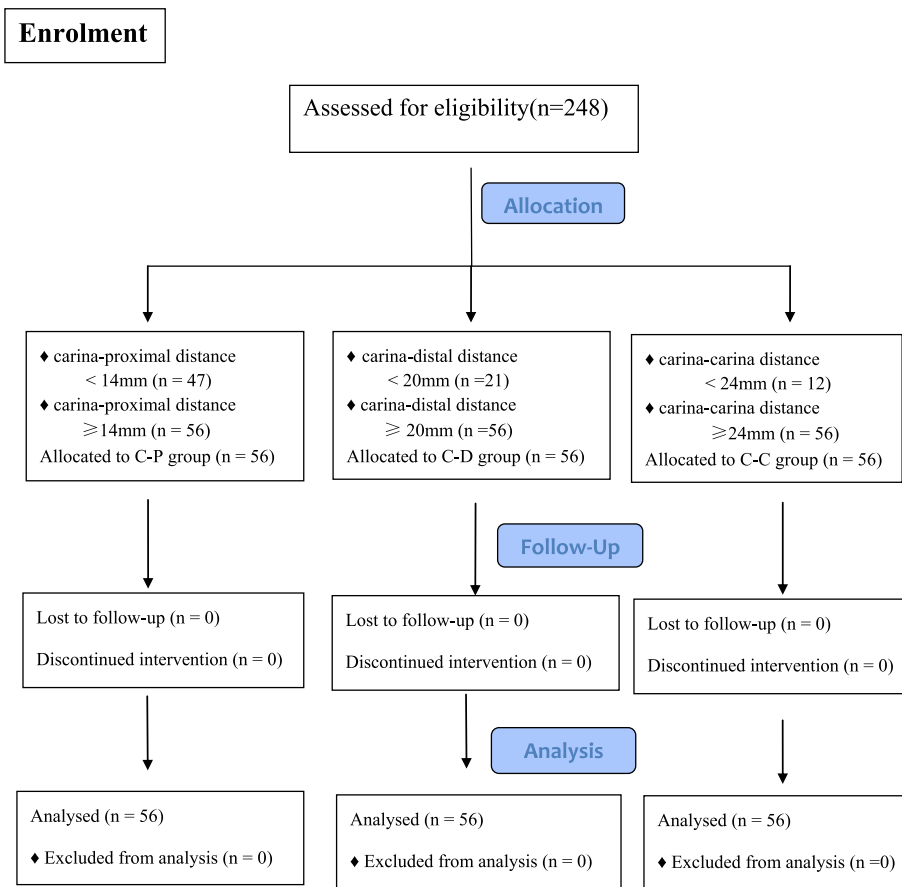 Enrolment
Assessed for eligibility(n=248)
Allocation
♦ carina-proximal distance
< 14mm (n = 47)
♦ carina-proximal distance
≥14mm (n = 56)
Allocated to C-P group (n = 56)
♦ carina-distal distance
<20mm (n =21)
♦ carina-distal distance
≥ 20mm (n =56)
Allocated to C-D group (n = 56)
♦ carina-carina distance
<24mm (n = 12)
♦ carina-carina distance
≥24mm (n = 56)
Allocated to C-C group (n = 56)
Follow-Up
Lost to follow-up (n = 0)
Discontinued intervention (n = 0)
Lost to follow-up (n = 0)
Discontinued intervention (n = 0)
Lost to follow-up (n = 0)
Discontinued intervention (n = 0)
Analysis
Analysed (n = 56)
♦ Excluded from analysis (n = 0)
Analysed (n = 56)
♦ Excluded from analysis (n = 0)
Analysed (n = 56)
♦ Excluded from analysis (n =0)